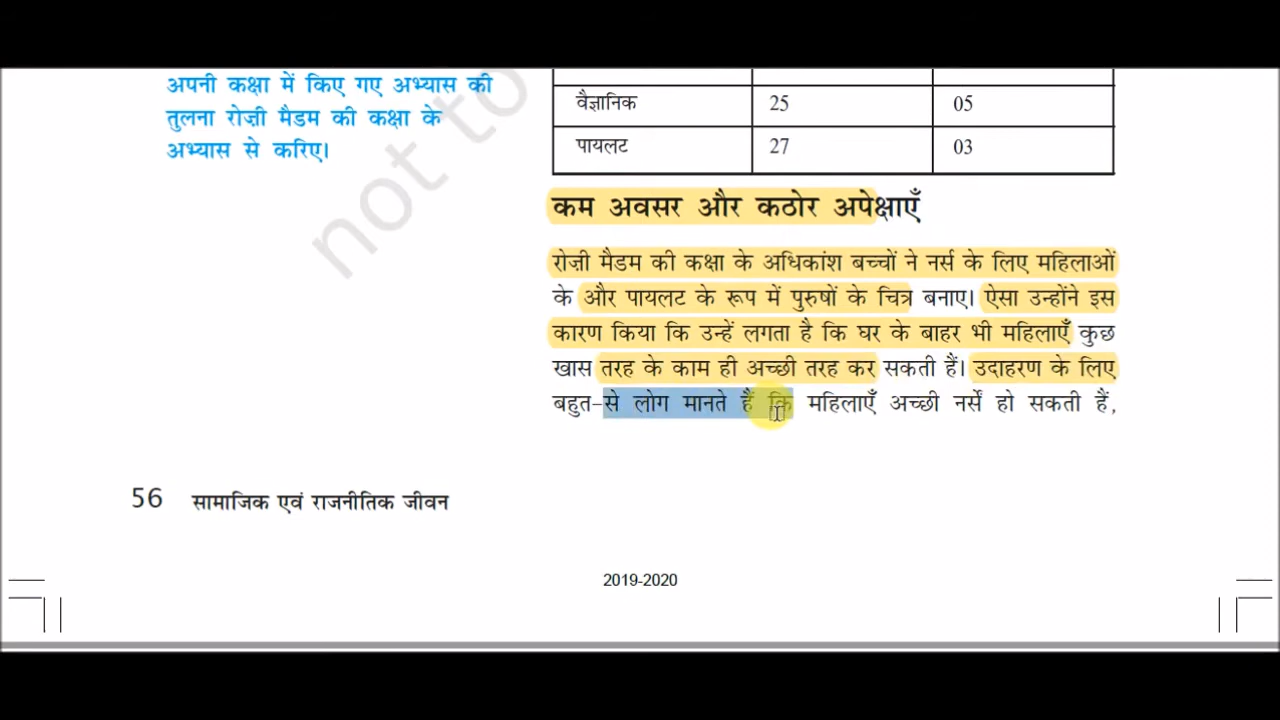 अपनी कक्षा में किए गए अभ्यास की
तुलना रोज़ी मैडम की कक्षा के
अभ्यास से करिए।
वैज्ञानिक 25 05
पायलट 27 03
not to
कम अवसर और कठोर अपेक्षाएँ
रोज़ी मैडम की कक्षा के अधिकांश बच्चों ने नर्स के लिए महिलाओं
के और पायलट के रूप में पुरुषों के चित्र बनाए। ऐसा उन्होंने इस
कारण किया कि उन्हें लगता है कि घर के बाहर भी महिलाएँ कुछ
खास तरह के काम ही अच्छी तरह कर सकती हैं। उदाहरण के लिए
बहुत-से लोग मानते हैं कि महिलाएँ अच्छी नर्सें हो सकती हैं,
56 सामाजिक एवं राजनीतिक जीवन
2019-2020